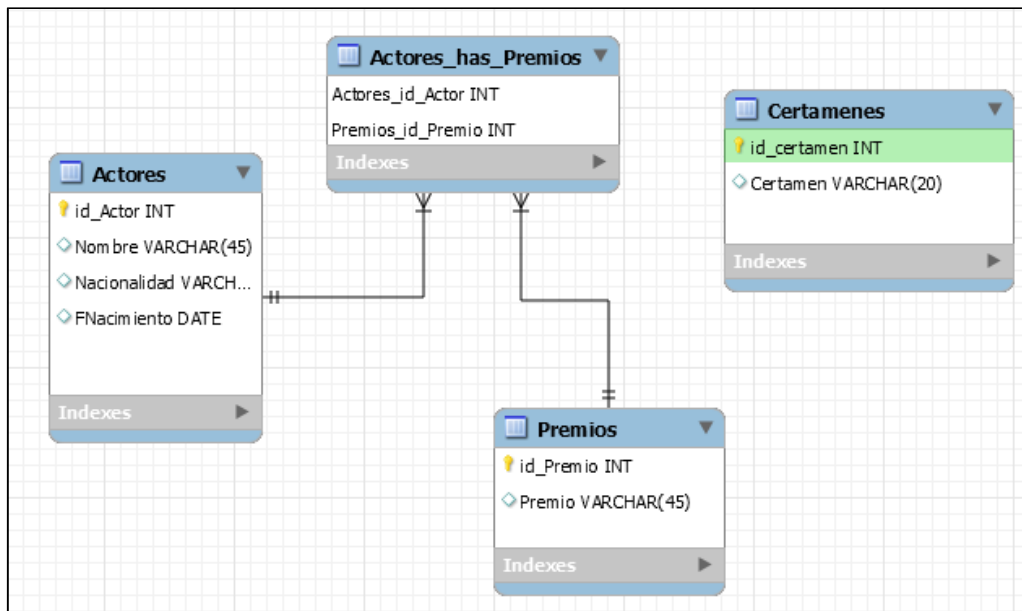 Actores_has_Premios
Actores_id_Actor INT
Premios_id_Premio INT
Indexes
Certamenes
id_certamen INT
Certamen VARCHAR(20)
Indexes
Actores
id_Actor INT
Nombre VARCHAR(45)
Nacionalidad VARCH...
FNacimiento DATE
Indexes
Premios
id_Premio INT
Premio VARCHAR(45)
Indexes